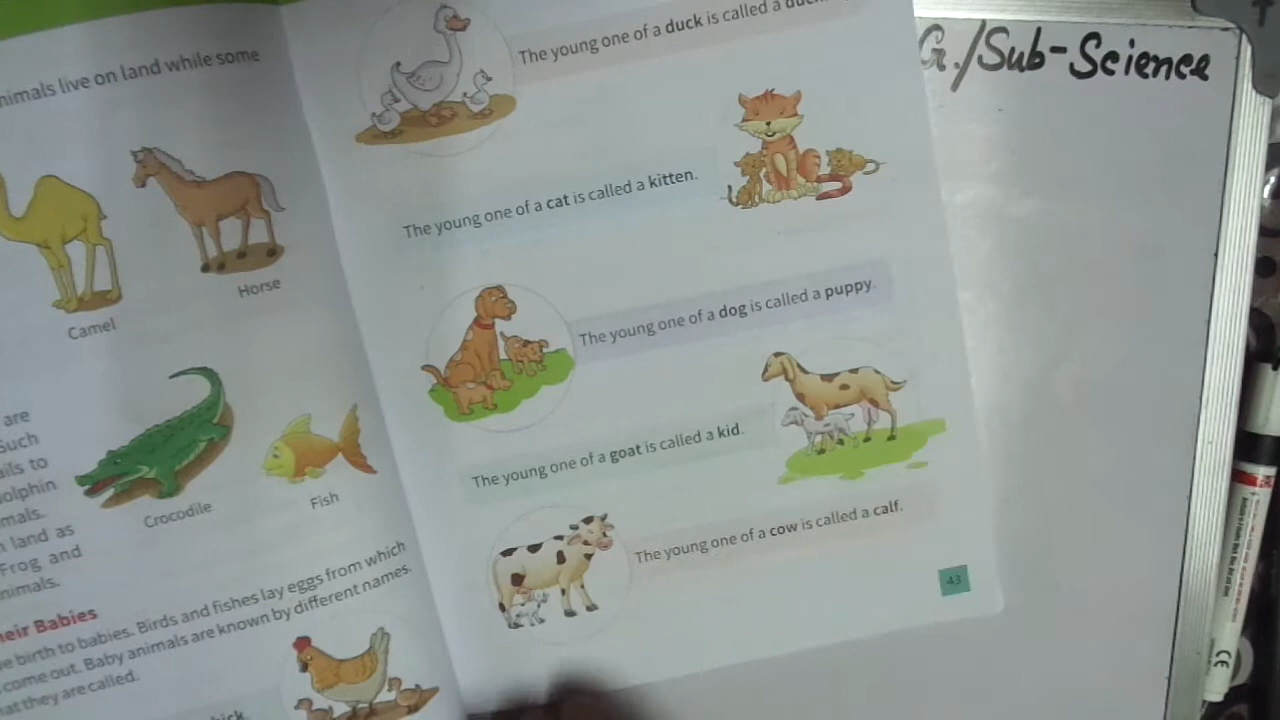 G./Sub-Science
nimals live on land while some
Camel
Horse
are
Such
ils to
olphin
mals.
land as
Frog and
nimals.
Crocodile
Fish
heir Babies
ve birth to babies. Birds and fishes lay eggs from which
come out. Baby animals are known by different names.
hat they are called.
The young one of a duck is called a
The young one of a cat is called a kitten.
The young one of a dog is called a puppy.
The young one of a goat is called a kid.
The young one of a cow is called a calf.
43